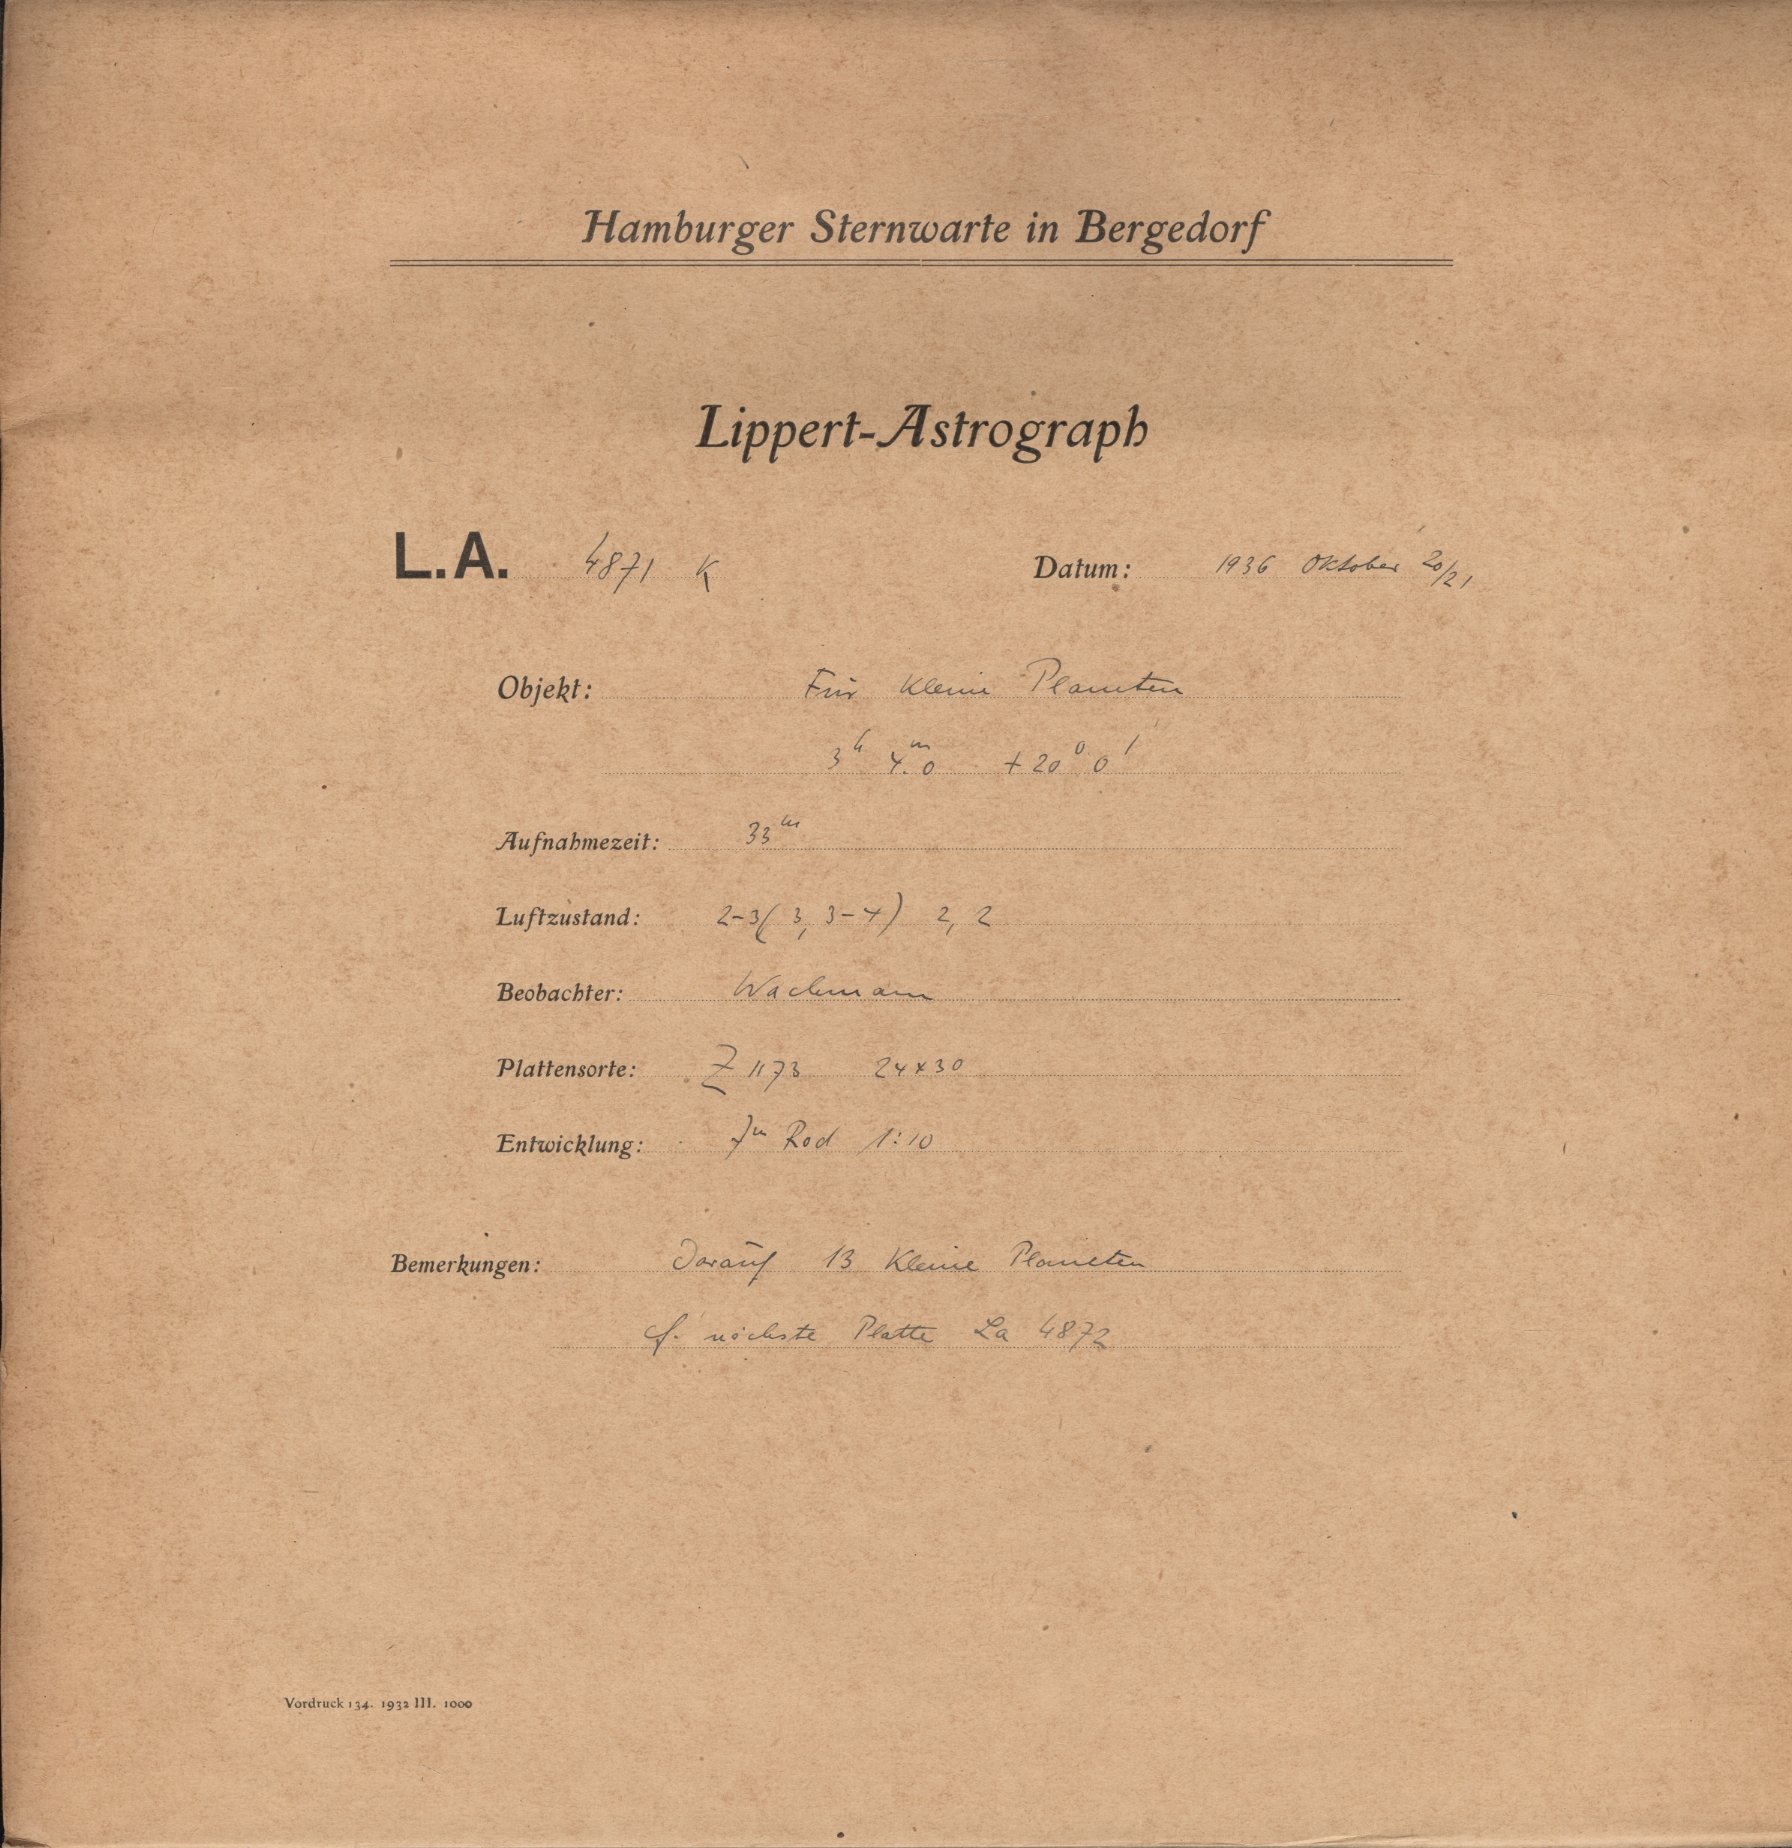 Hamburger Sternwarte in Bergedorf
Lippert-Astrograph
L.A. 4871 K Datum: 1936 Oktober 20/21
Objekt: Für Kleine Planeten
3h 4m.0 +20° 0'
Aufnahmezeit: 33m
Luftzustand: 2-3( 3, 3-4) 2, 2
Beobachter: Wachmann
Plattensorte: Z 1173 24x30
Entwicklung: 7m Rod 1:10
Bemerkungen: Darauf 13 Kleine Planeten
cf. nächste Platte La 4872
Vordruck 134. 1932 III. 1000